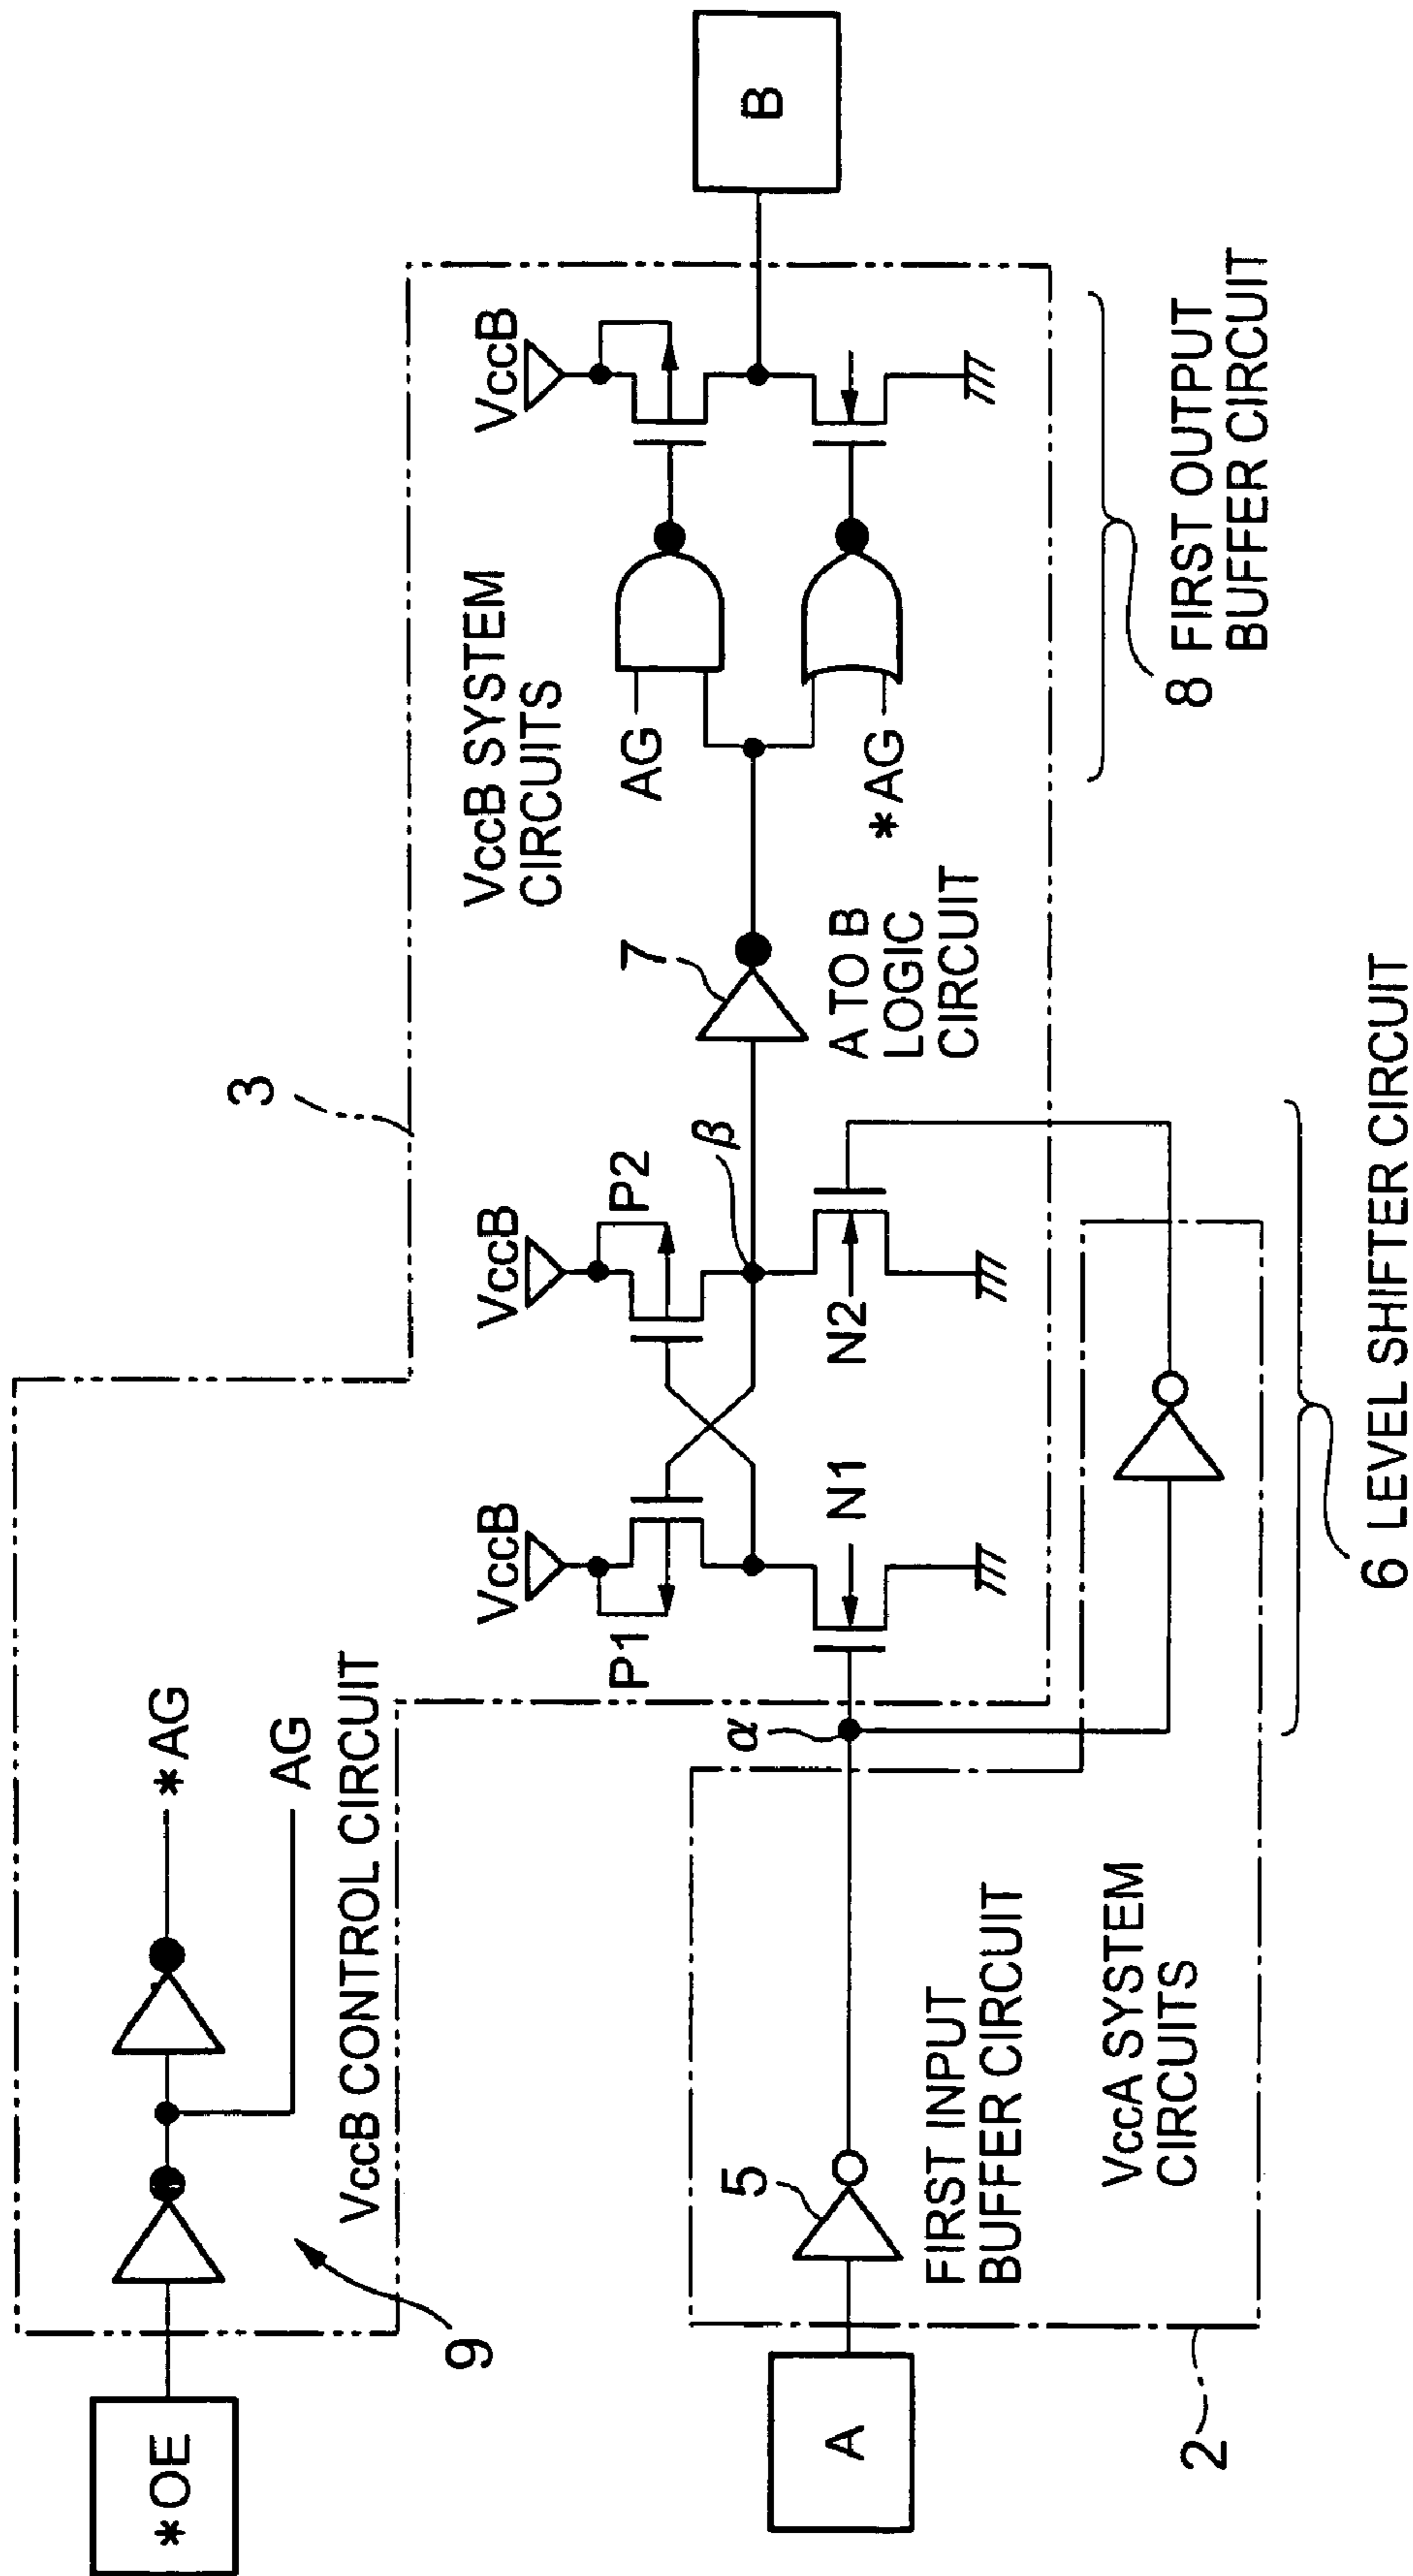 *OE
*AG
AG
VccB CONTROL CIRCUIT
9
3
VccB
VccB
VccB
P1
P2
VccB SYSTEM
CIRCUITS
α
β
N1
N2
7
A TO B
LOGIC
CIRCUIT
AG
*AG
B
A
5
FIRST INPUT
BUFFER CIRCUIT
VccA SYSTEM
CIRCUITS
2
6 LEVEL SHIFTER CIRCUIT
8 FIRST OUTPUT
BUFFER CIRCUIT